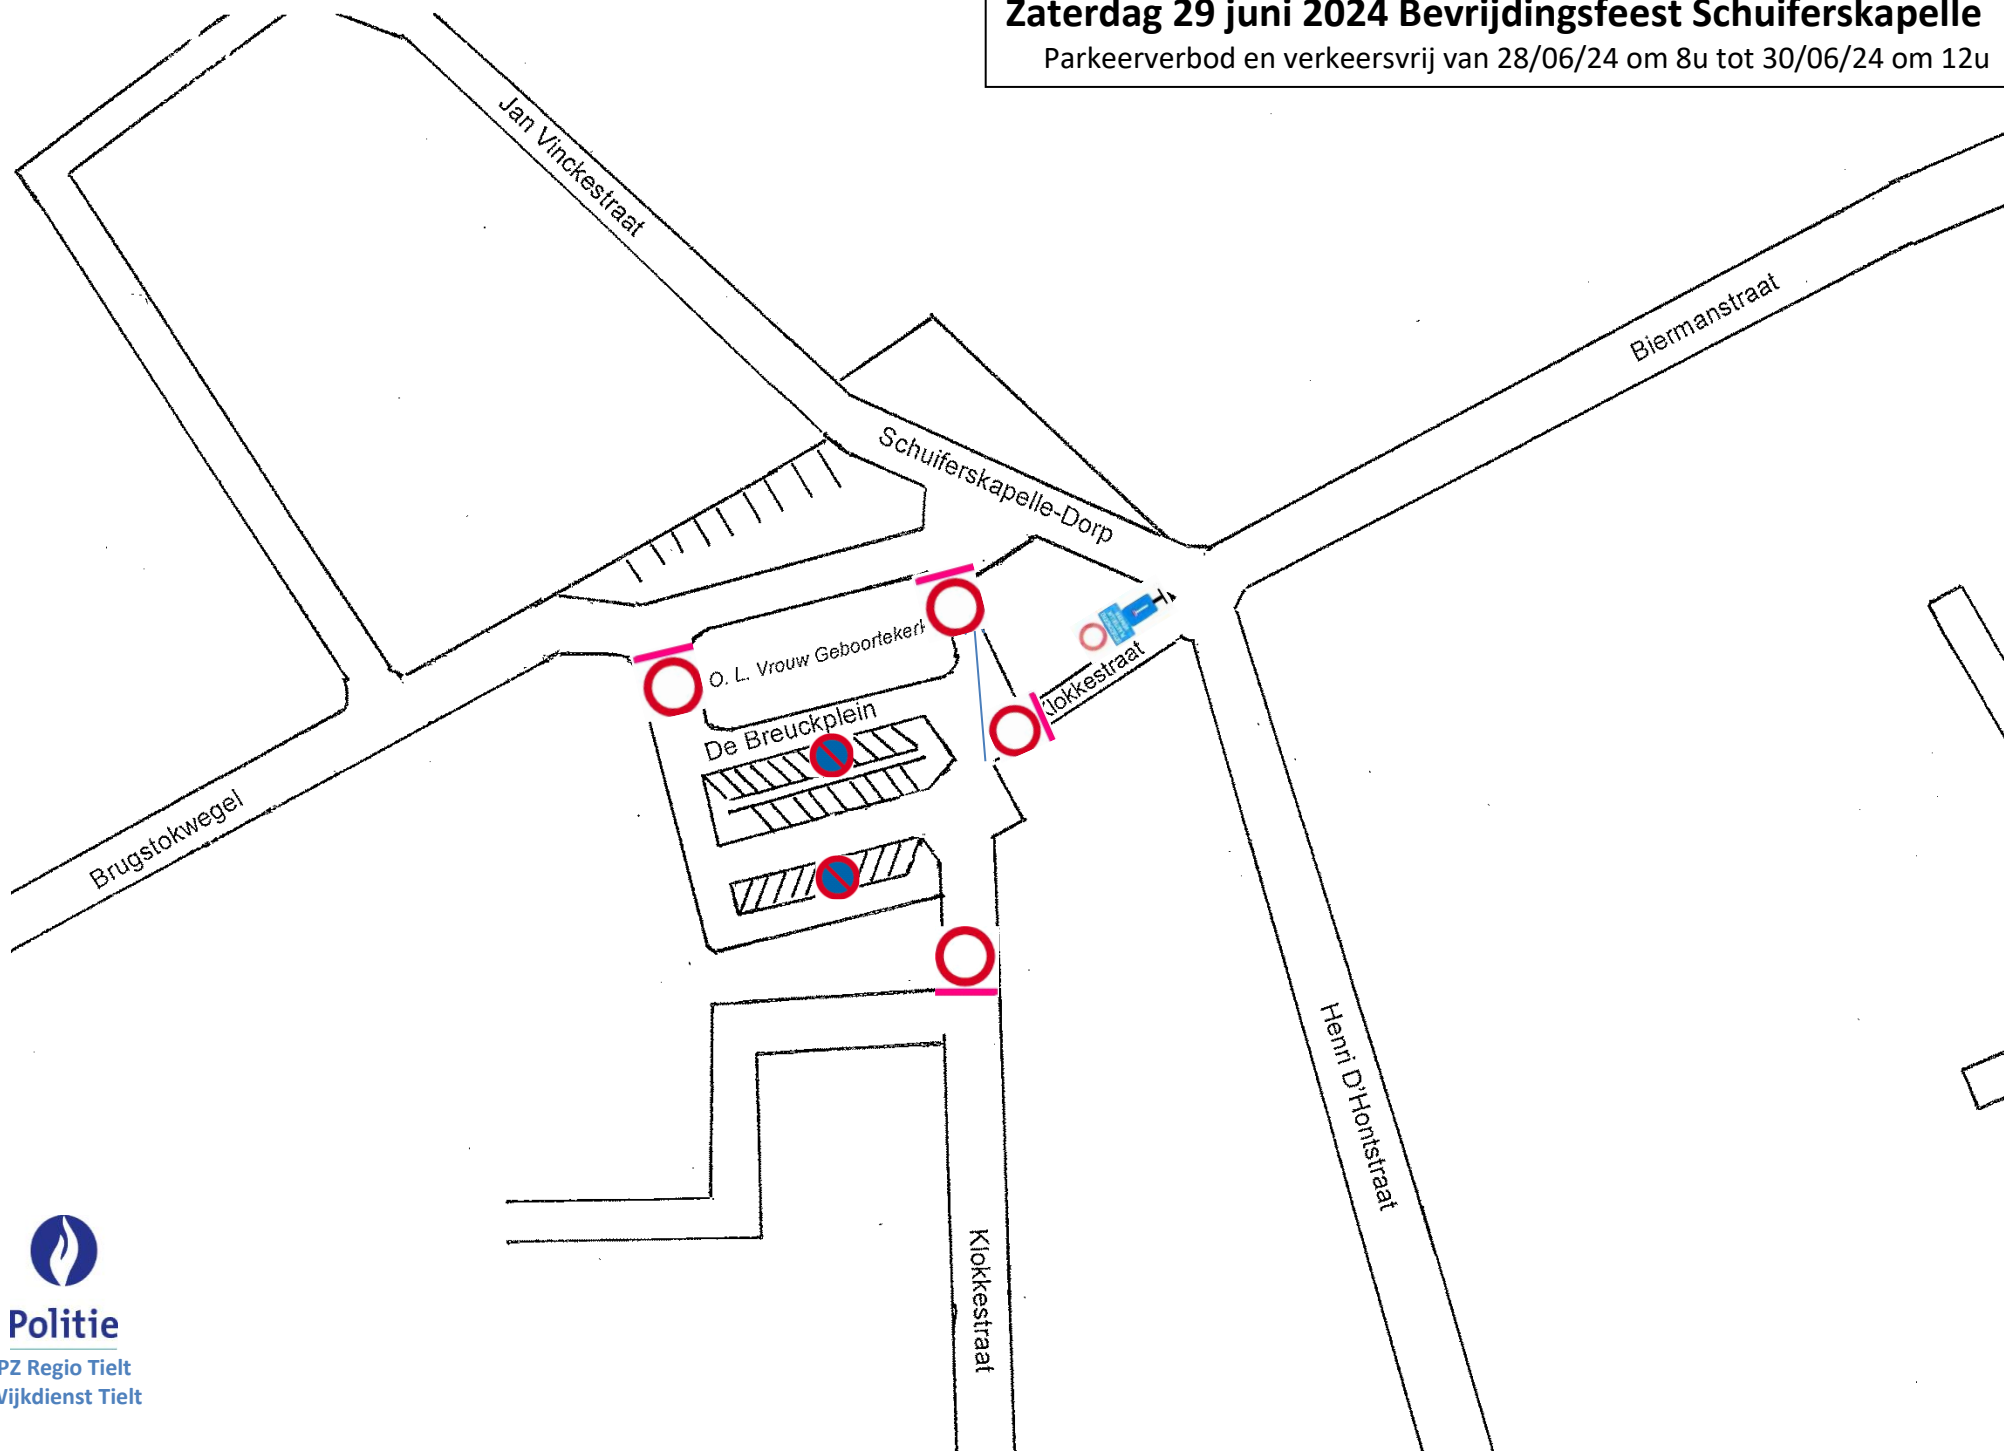 Zaterdag 29 juni 2024 Bevrijdingsfeest Schuiferskapelle
Parkeerverbod en verkeersvrij van 28/06/24 om 8u tot 30/06/24 om 12u
Jan Vinckestraat
Biermanstraat
Schuiferskapelle-Dorp
O. L. Vrouw Geboortekerk
Klokkestraat
De Breuckplein
Brugstokwegel
Henri D'Hontstraat
Klokkestraat
Politie
PZ Regio Tielt
Wijkdienst Tielt